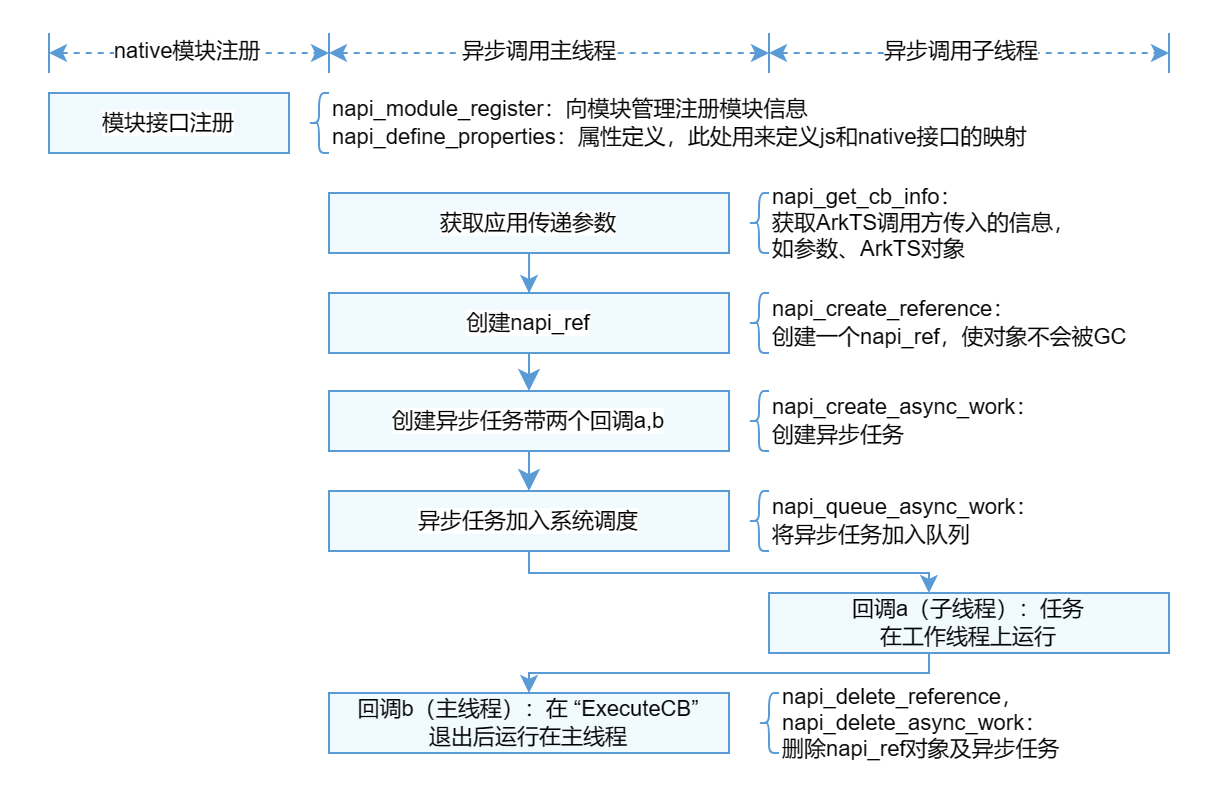 native模块注册
异步调用主线程
异步调用子线程
模块接口注册
napi_module_register：向模块管理注册模块信息
napi_define_properties：属性定义，此处用来定义js和native接口的映射
获取应用传递参数
napi_get_cb_info：
获取ArkTS调用方传入的信息，
如参数、ArkTS对象
创建napi_ref
napi_create_reference：
创建一个napi_ref，使对象不会被GC
创建异步任务带两个回调a,b
napi_create_async_work：
创建异步任务
异步任务加入系统调度
napi_queue_async_work：
将异步任务加入队列
回调a（子线程）：任务
在工作线程上运行
回调b（主线程）：在 “ExecuteCB”
退出后运行在主线程
napi_delete_reference，
napi_delete_async_work：
删除napi_ref对象及异步任务